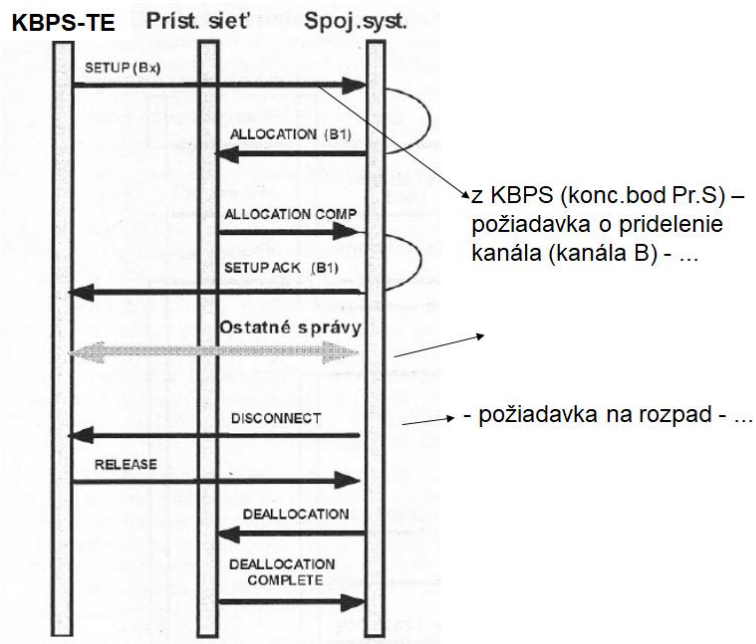 KBPS-TE Príst. sieť Spoj.syst.
SETUP (Bx)
ALLOCATION (B1)
z KBPS (konc.bod Pr.S) –
požiadavka o pridelenie
kanála (kanála B) - ...
ALLOCATION COMP
SETUP ACK (B1)
Ostatné správy
DISCONNECT
- požiadavka na rozpad - ...
RELEASE
DEALLOCATION
DEALLOCATION
COMPLETE